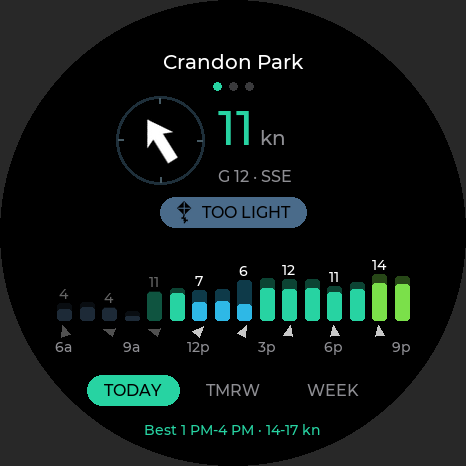 Crandon Park
11 kn
G 12 · SSE
TOO LIGHT
4 4 11 7 6 12 11 14
6a 9a 12p 3p 6p 9p
TODAY TMRW WEEK
Best 1 PM-4 PM · 14-17 kn